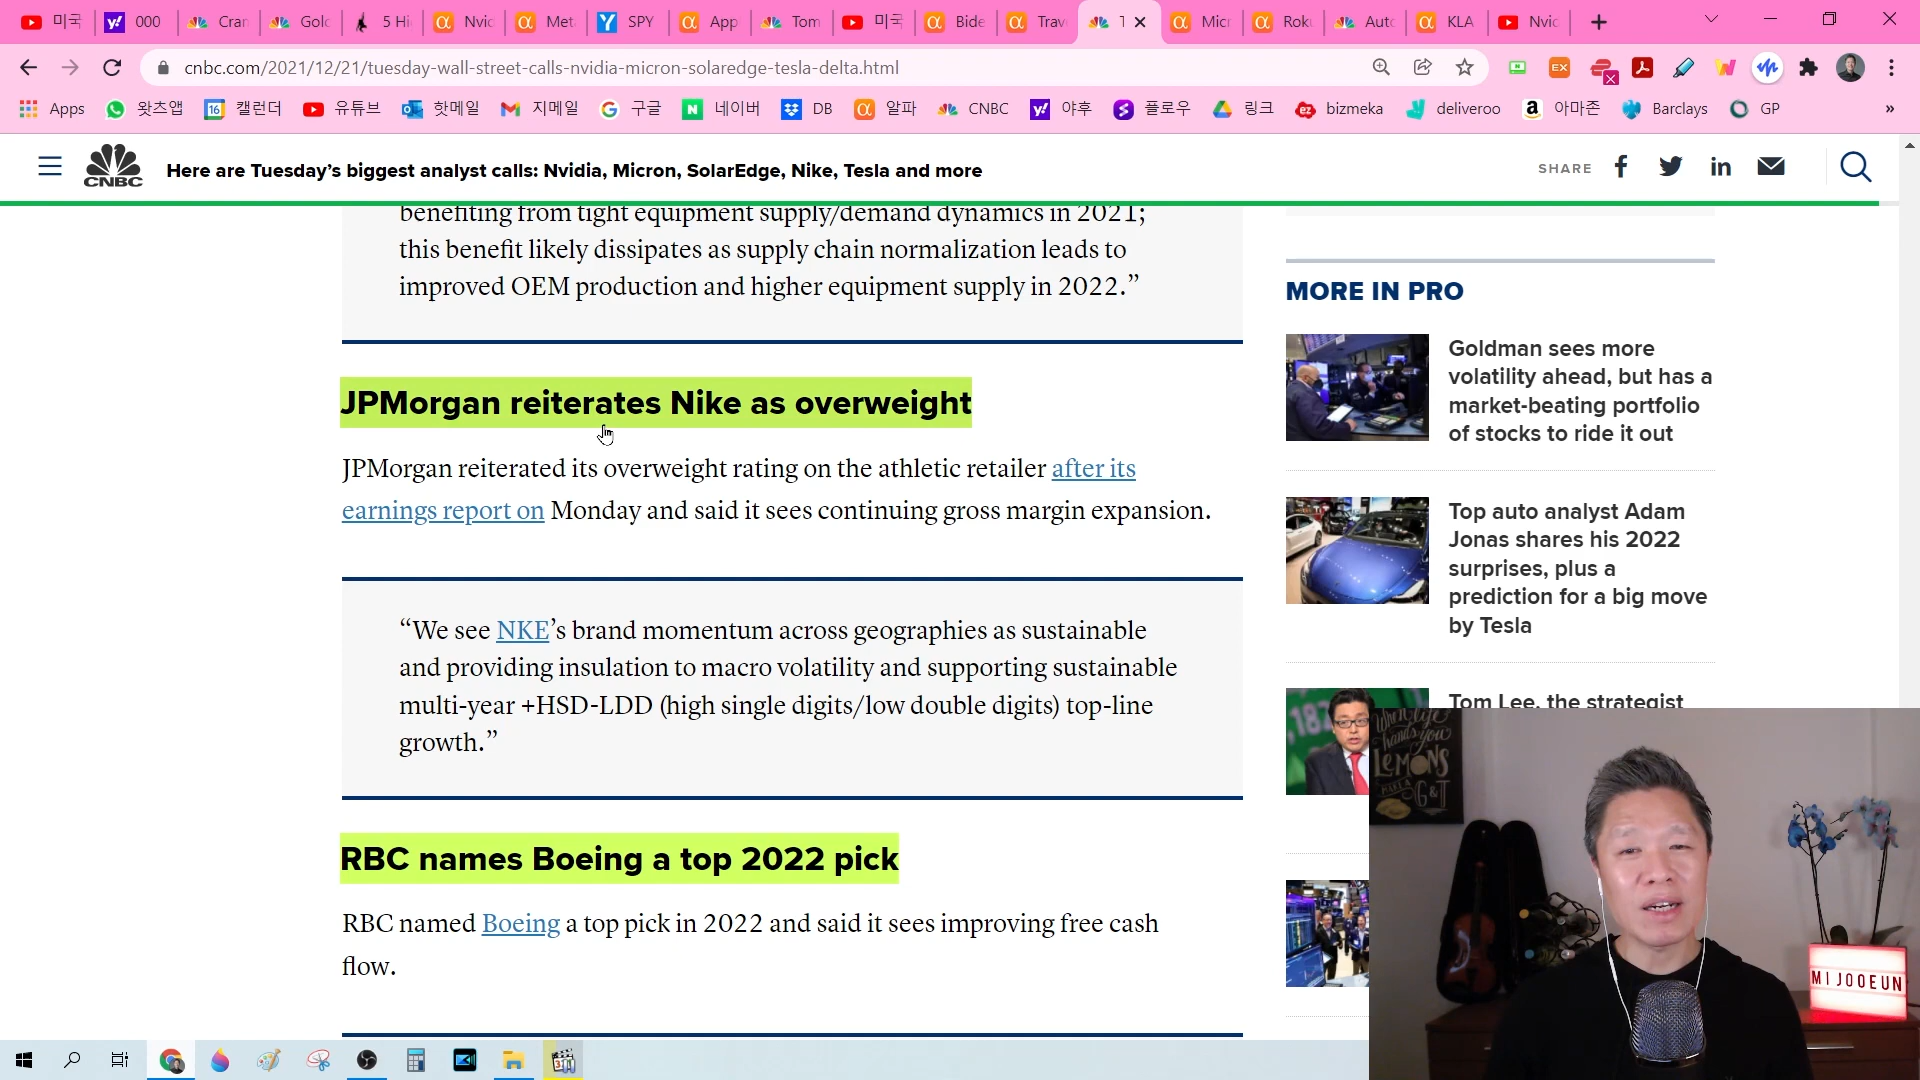 미국
000
Cran
Gold
5 Hi
Nvid
Met
SPY
App
Tom
미국
Bide
Trav
T
Micr
Roku
Auto
KLA
Nvid
cnbc.com/2021/12/21/tuesday-wall-street-calls-nvidia-micron-solaredge-tesla-delta.html
Apps
왓츠앱
16
캘런더
유튜브
핫메일
지메일
구글
네이버
DB
알파
CNBC
야후
플로우
링크
bizmeka
deliveroo
아마존
Barclays
GP
»
CNBC
Here are Tuesday’s biggest analyst calls: Nvidia, Micron, SolarEdge, Nike, Tesla and more
SHARE
benefiting from tight equipment supply/demand dynamics in 2021;
this benefit likely dissipates as supply chain normalization leads to
improved OEM production and higher equipment supply in 2022.”
JPMorgan reiterates Nike as overweight
JPMorgan reiterated its overweight rating on the athletic retailer after its
earnings report on Monday and said it sees continuing gross margin expansion.
“We see NKE’s brand momentum across geographies as sustainable
and providing insulation to macro volatility and supporting sustainable
multi-year +HSD-LDD (high single digits/low double digits) top-line
growth.”
RBC names Boeing a top 2022 pick
RBC named Boeing a top pick in 2022 and said it sees improving free cash
flow.
MORE IN PRO
Goldman sees more
volatility ahead, but has a
market-beating portfolio
of stocks to ride it out
Top auto analyst Adam
Jonas shares his 2022
surprises, plus a
prediction for a big move
by Tesla
Tom Lee, the strategist
When life
hands you
LEMONS
G&T
MIJOOEUN